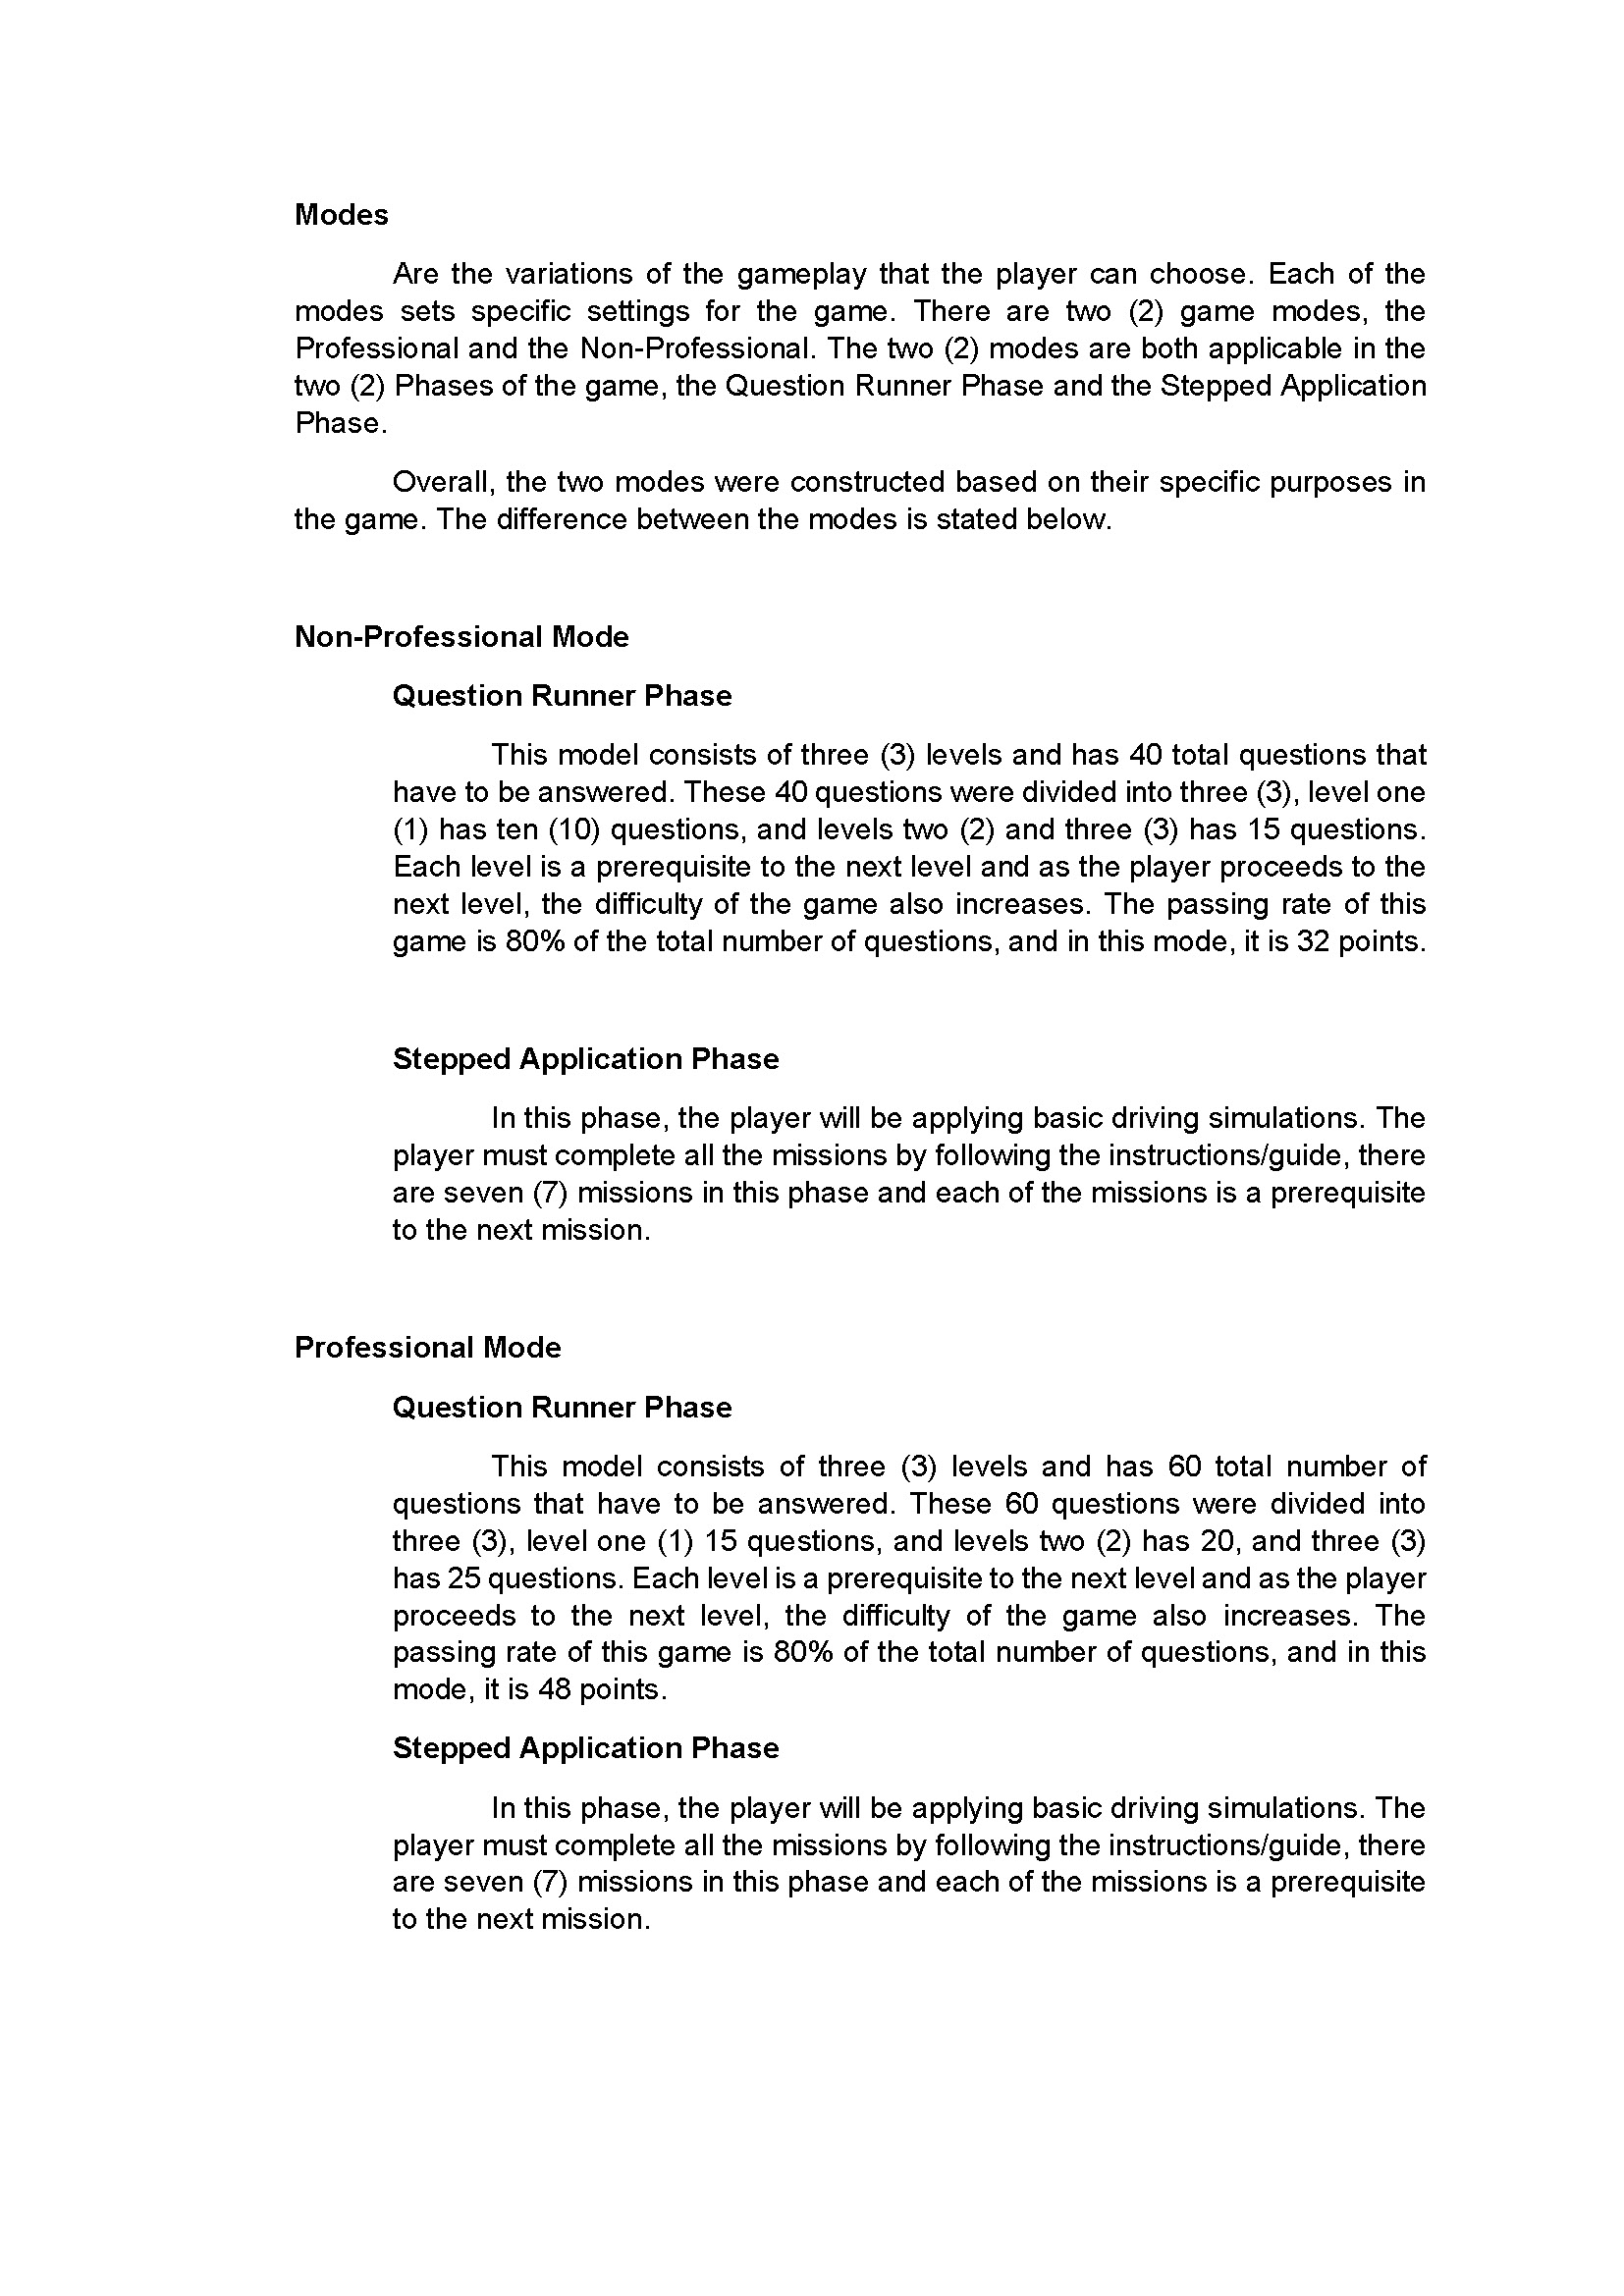 Modes
Are the variations of the gameplay that the player can choose. Each of the
modes sets specific settings for the game. There are two (2) game modes, the
Professional and the Non-Professional. The two (2) modes are both applicable in the
two (2) Phases of the game, the Question Runner Phase and the Stepped Application
Phase.
Overall, the two modes were constructed based on their specific purposes in
the game. The difference between the modes is stated below.
Non-Professional Mode
Question Runner Phase
This model consists of three (3) levels and has 40 total questions that
have to be answered. These 40 questions were divided into three (3), level one
(1) has ten (10) questions, and levels two (2) and three (3) has 15 questions.
Each level is a prerequisite to the next level and as the player proceeds to the
next level, the difficulty of the game also increases. The passing rate of this
game is 80% of the total number of questions, and in this mode, it is 32 points.
Stepped Application Phase
In this phase, the player will be applying basic driving simulations. The
player must complete all the missions by following the instructions/guide, there
are seven (7) missions in this phase and each of the missions is a prerequisite
to the next mission.
Professional Mode
Question Runner Phase
This model consists of three (3) levels and has 60 total number of
questions that have to be answered. These 60 questions were divided into
three (3), level one (1) 15 questions, and levels two (2) has 20, and three (3)
has 25 questions. Each level is a prerequisite to the next level and as the player
proceeds to the next level, the difficulty of the game also increases. The
passing rate of this game is 80% of the total number of questions, and in this
mode, it is 48 points.
Stepped Application Phase
In this phase, the player will be applying basic driving simulations. The
player must complete all the missions by following the instructions/guide, there
are seven (7) missions in this phase and each of the missions is a prerequisite
to the next mission.